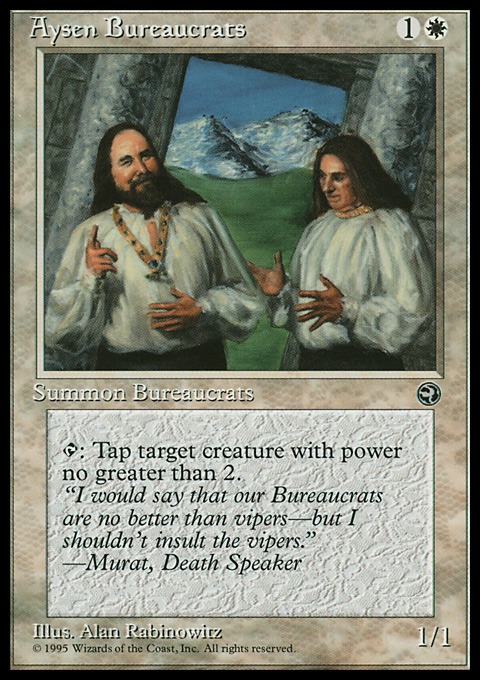 Aysen Bureaucrats 1
Summon Bureaucrats
: Tap target creature with power
no greater than 2.
“I would say that our Bureaucrats
are no better than vipers—but I
shouldn’t insult the vipers.”
—Murat, Death Speaker
Illus. Alan Rabinowitz
1/1
© 1995 Wizards of the Coast, Inc. All rights reserved.